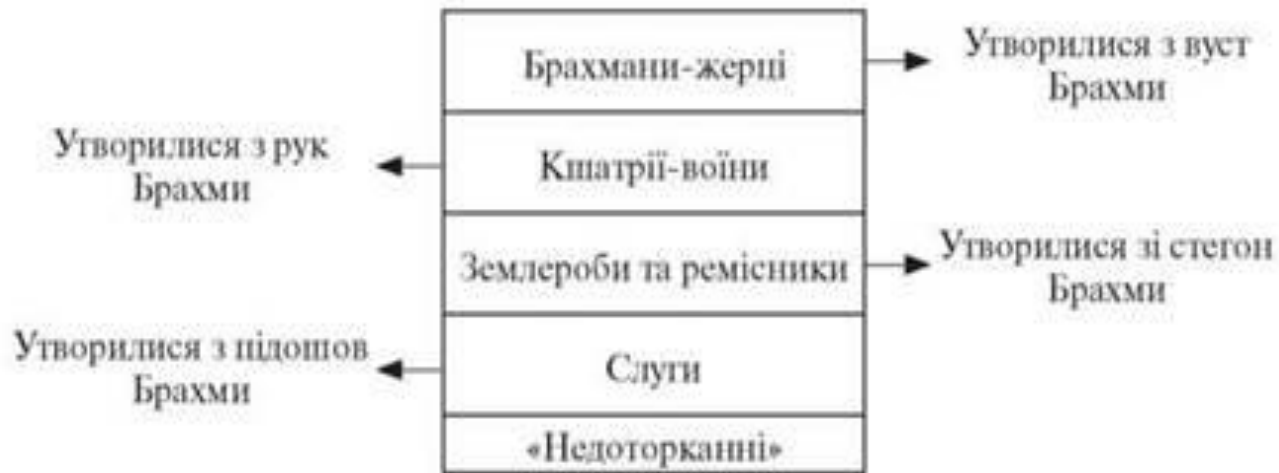 Брахмани-жерці
Утворилися з вуст
Брахми
Утворилися з рук
Брахми
Кшатрії-воїни
Землероби та ремісники
Утворилися зі стегон
Брахми
Утворилися з підошов
Брахми
Слуги
«Недоторканні»